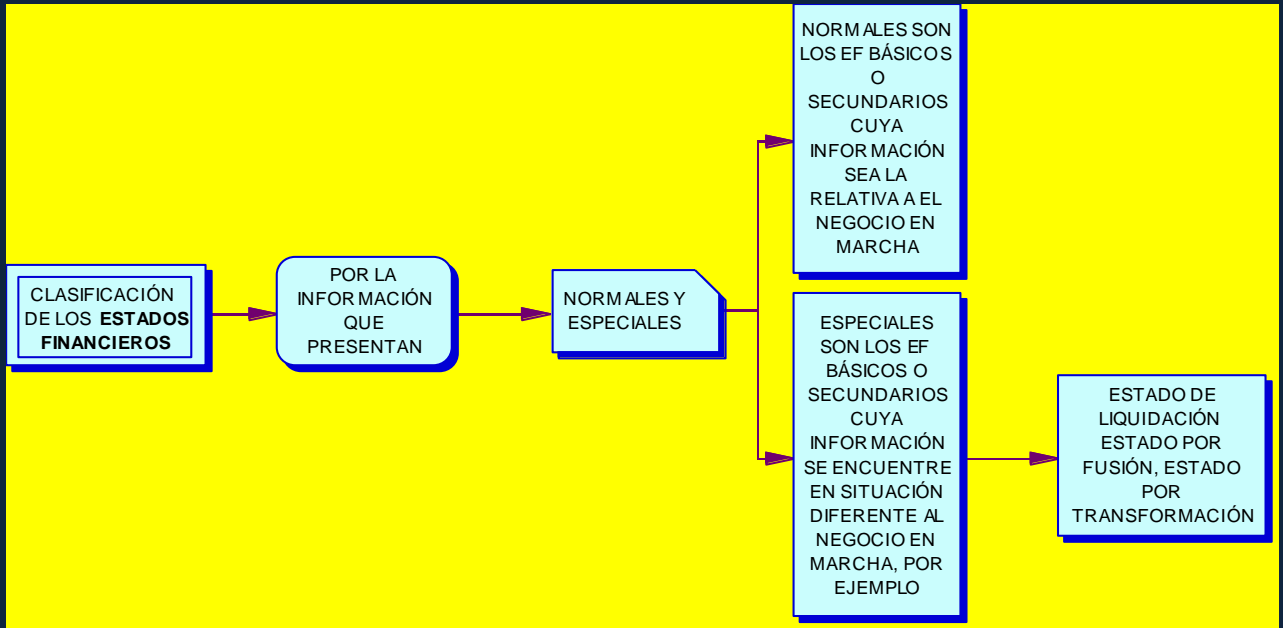 CLASIFICACIÓN
DE LOS ESTADOS
FINANCIEROS
POR LA
INFORMACIÓN
QUE
PRESENTAN
NORMALES Y
ESPECIALES
NORMALES SON
LOS EF BÁSICOS
O
SECUNDARIOS
CUYA
INFORMACIÓN
SEA LA
RELATIVA A EL
NEGOCIO EN
MARCHA
ESPECIALES
SON LOS EF
BÁSICOS O
SECUNDARIOS
CUYA
INFORMACIÓN
SE ENCUENTRE
EN SITUACIÓN
DIFERENTE AL
NEGOCIO EN
MARCHA, POR
EJEMPLO
ESTADO DE
LIQUIDACIÓN
ESTADO POR
FUSIÓN, ESTADO
POR
TRANSFORMACIÓN